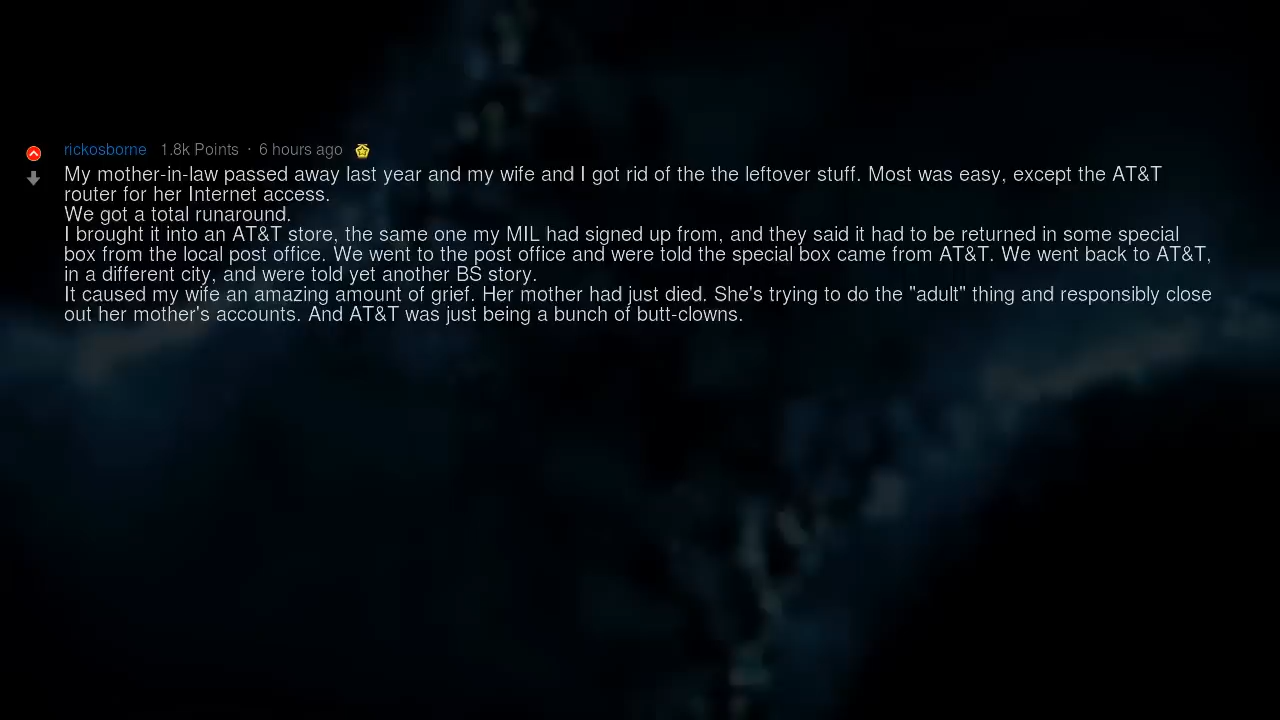 rickosborne 1.8k Points · 6 hours ago
My mother-in-law passed away last year and my wife and I got rid of the the leftover stuff. Most was easy, except the AT&T
router for her Internet access.
We got a total runaround.
I brought it into an AT&T store, the same one my MIL had signed up from, and they said it had to be returned in some special
box from the local post office. We went to the post office and were told the special box came from AT&T. We went back to AT&T,
in a different city, and were told yet another BS story.
It caused my wife an amazing amount of grief. Her mother had just died. She's trying to do the "adult" thing and responsibly close
out her mother's accounts. And AT&T was just being a bunch of butt-clowns.